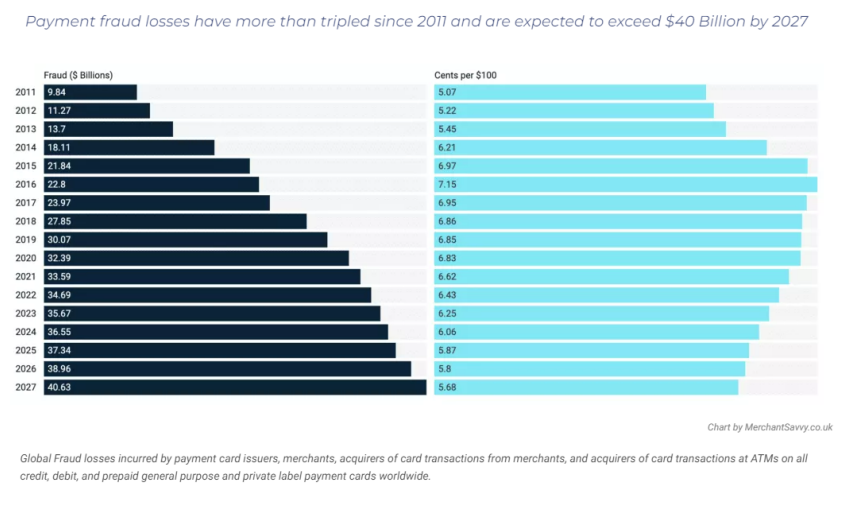 Payment fraud losses have more than tripled since 2011 and are expected to exceed $40 Billion by 2027
Fraud ($ Billions) Cents per $100
2011 9.84 5.07
2012 11.27 5.22
2013 13.7 5.45
2014 18.11 6.21
2015 21.84 6.97
2016 22.8 7.15
2017 23.97 6.95
2018 27.85 6.86
2019 30.07 6.85
2020 32.39 6.83
2021 33.59 6.62
2022 34.69 6.43
2023 35.67 6.25
2024 36.55 6.06
2025 37.34 5.87
2026 38.96 5.8
2027 40.63 5.68
Chart by MerchantSavvy.co.uk
Global Fraud losses incurred by payment card issuers, merchants, acquirers of card transactions from merchants, and acquirers of card transactions at ATMs on all
credit, debit, and prepaid general purpose and private label payment cards worldwide.